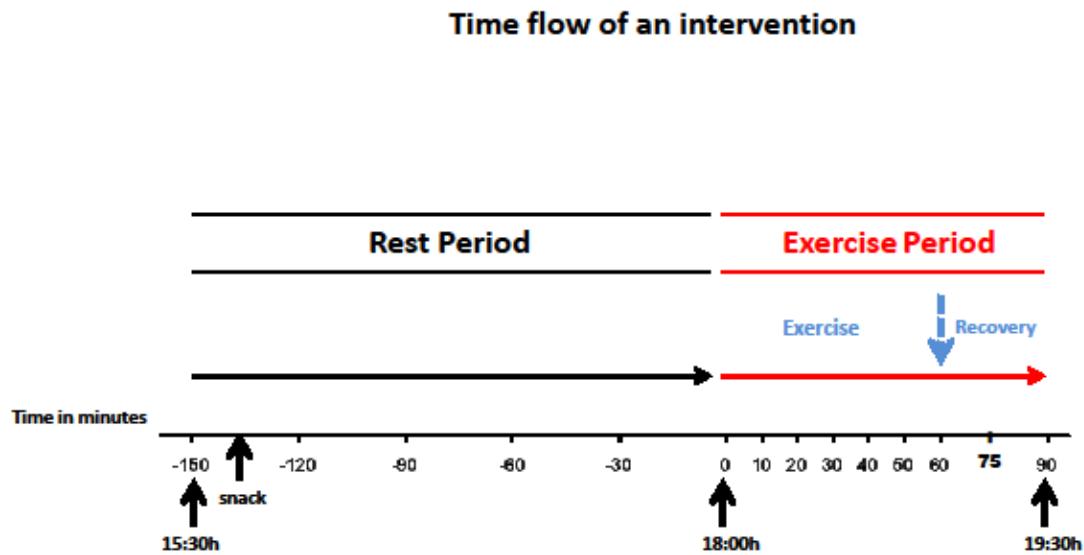 Time flow of an intervention
Rest Period
Exercise Period
Exercise
Recovery
Time in minutes
-150 -120 -90 -60 -30 0 10 20 30 40 50 60 75 90
snack
15:30h 18:00h 19:30h